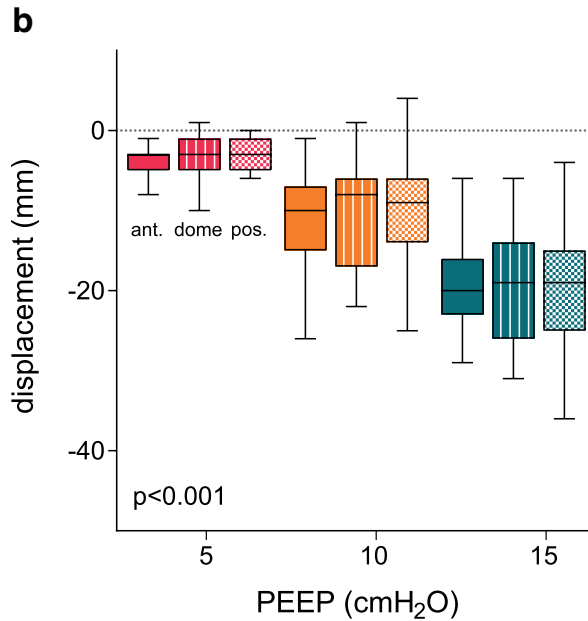 b
0
ant. dome pos.
-20
-40
p<0.001
displacement (mm)
5 10 15
PEEP (cmH₂O)